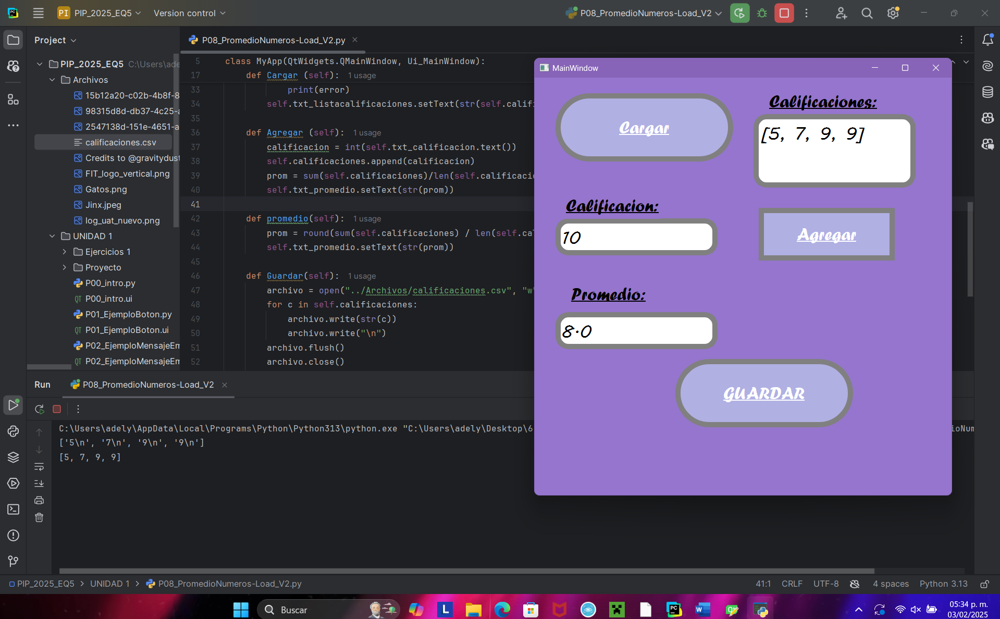 PC
PI PIP_2025_EQ5
Version control
P08_PromedioNumeros-Load_V2
Project
P08_PromedioNumeros-Load_V2.py
PIP_2025_EQ5 C:\Users\ade
Archivos
15b12a20-c02b-4b8f-8
98315d8d-db37-4c25-a
2547138d-151e-4651-a
calificaciones.csv
Credits to @gravitydust
FIT_logo_vertical.png
Gatos.png
Jinx.jpeg
log_uat_nuevo.png
UNIDAD 1
Ejercicios 1
Proyecto
P00_intro.py
P00_intro.ui
P01_EjemploBoton.py
P01_EjemploBoton.ui
P02_EjemploMensajeEm
P02_EjemploMensajeEm
5 class MyApp(QtWidgets.QMainWindow, Ui_MainWindow):
17 def Cargar (self): 1 usage
33 print(error)
34 self.txt_listacalificaciones.setText(str(self.calif
35
36 def Agregar (self): 1 usage
37 calificacion = int(self.txt_calificacion.text())
38 self.calificaciones.append(calificacion)
39 prom = sum(self.calificaciones)/len(self.calificaci
40 self.txt_promedio.setText(str(prom))
41
42 def promedio(self): 1 usage
43 prom = round(sum(self.calificaciones) / len(self.ca
44 self.txt_promedio.setText(str(prom))
45
46 def Guardar(self): 1 usage
47 archivo = open("../Archivos/calificaciones.csv", "w"
48 for c in self.calificaciones:
49 archivo.write(str(c))
50 archivo.write("\n")
51 archivo.flush()
52 archivo.close()
MainWindow
Cargar
Calificaciones:
[5, 7, 9, 9]
Calificacion:
10
Agregar
Promedio:
8.0
GUARDAR
Run
P08_PromedioNumeros-Load_V2
C:\Users\adely\AppData\Local\Programs\Python\Python313\python.exe "C:\Users\adely\Desktop\6
ioNum
['5\n', '7\n', '9\n', '9\n']
[5, 7, 9, 9]
PIP_2025_EQ5 > UNIDAD 1 > P08_PromedioNumeros-Load_V2.py
41:1 CRLF UTF-8 4 spaces Python 3.13
Buscar
L
PC
W
05:34 p. m.
03/02/2025